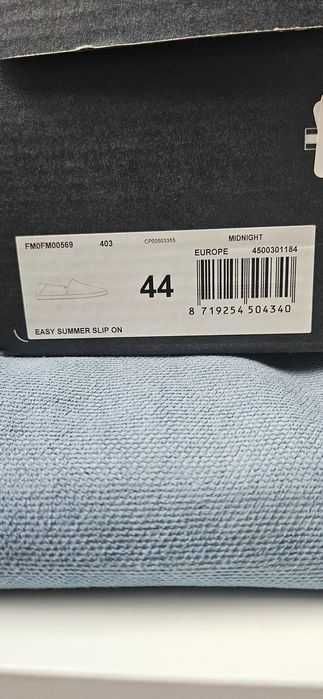 FM0FM00569 403 CP00503355 MIDNIGHT
EUROPE 4500301184
44
8 719254 504340
EASY SUMMER SLIP ON